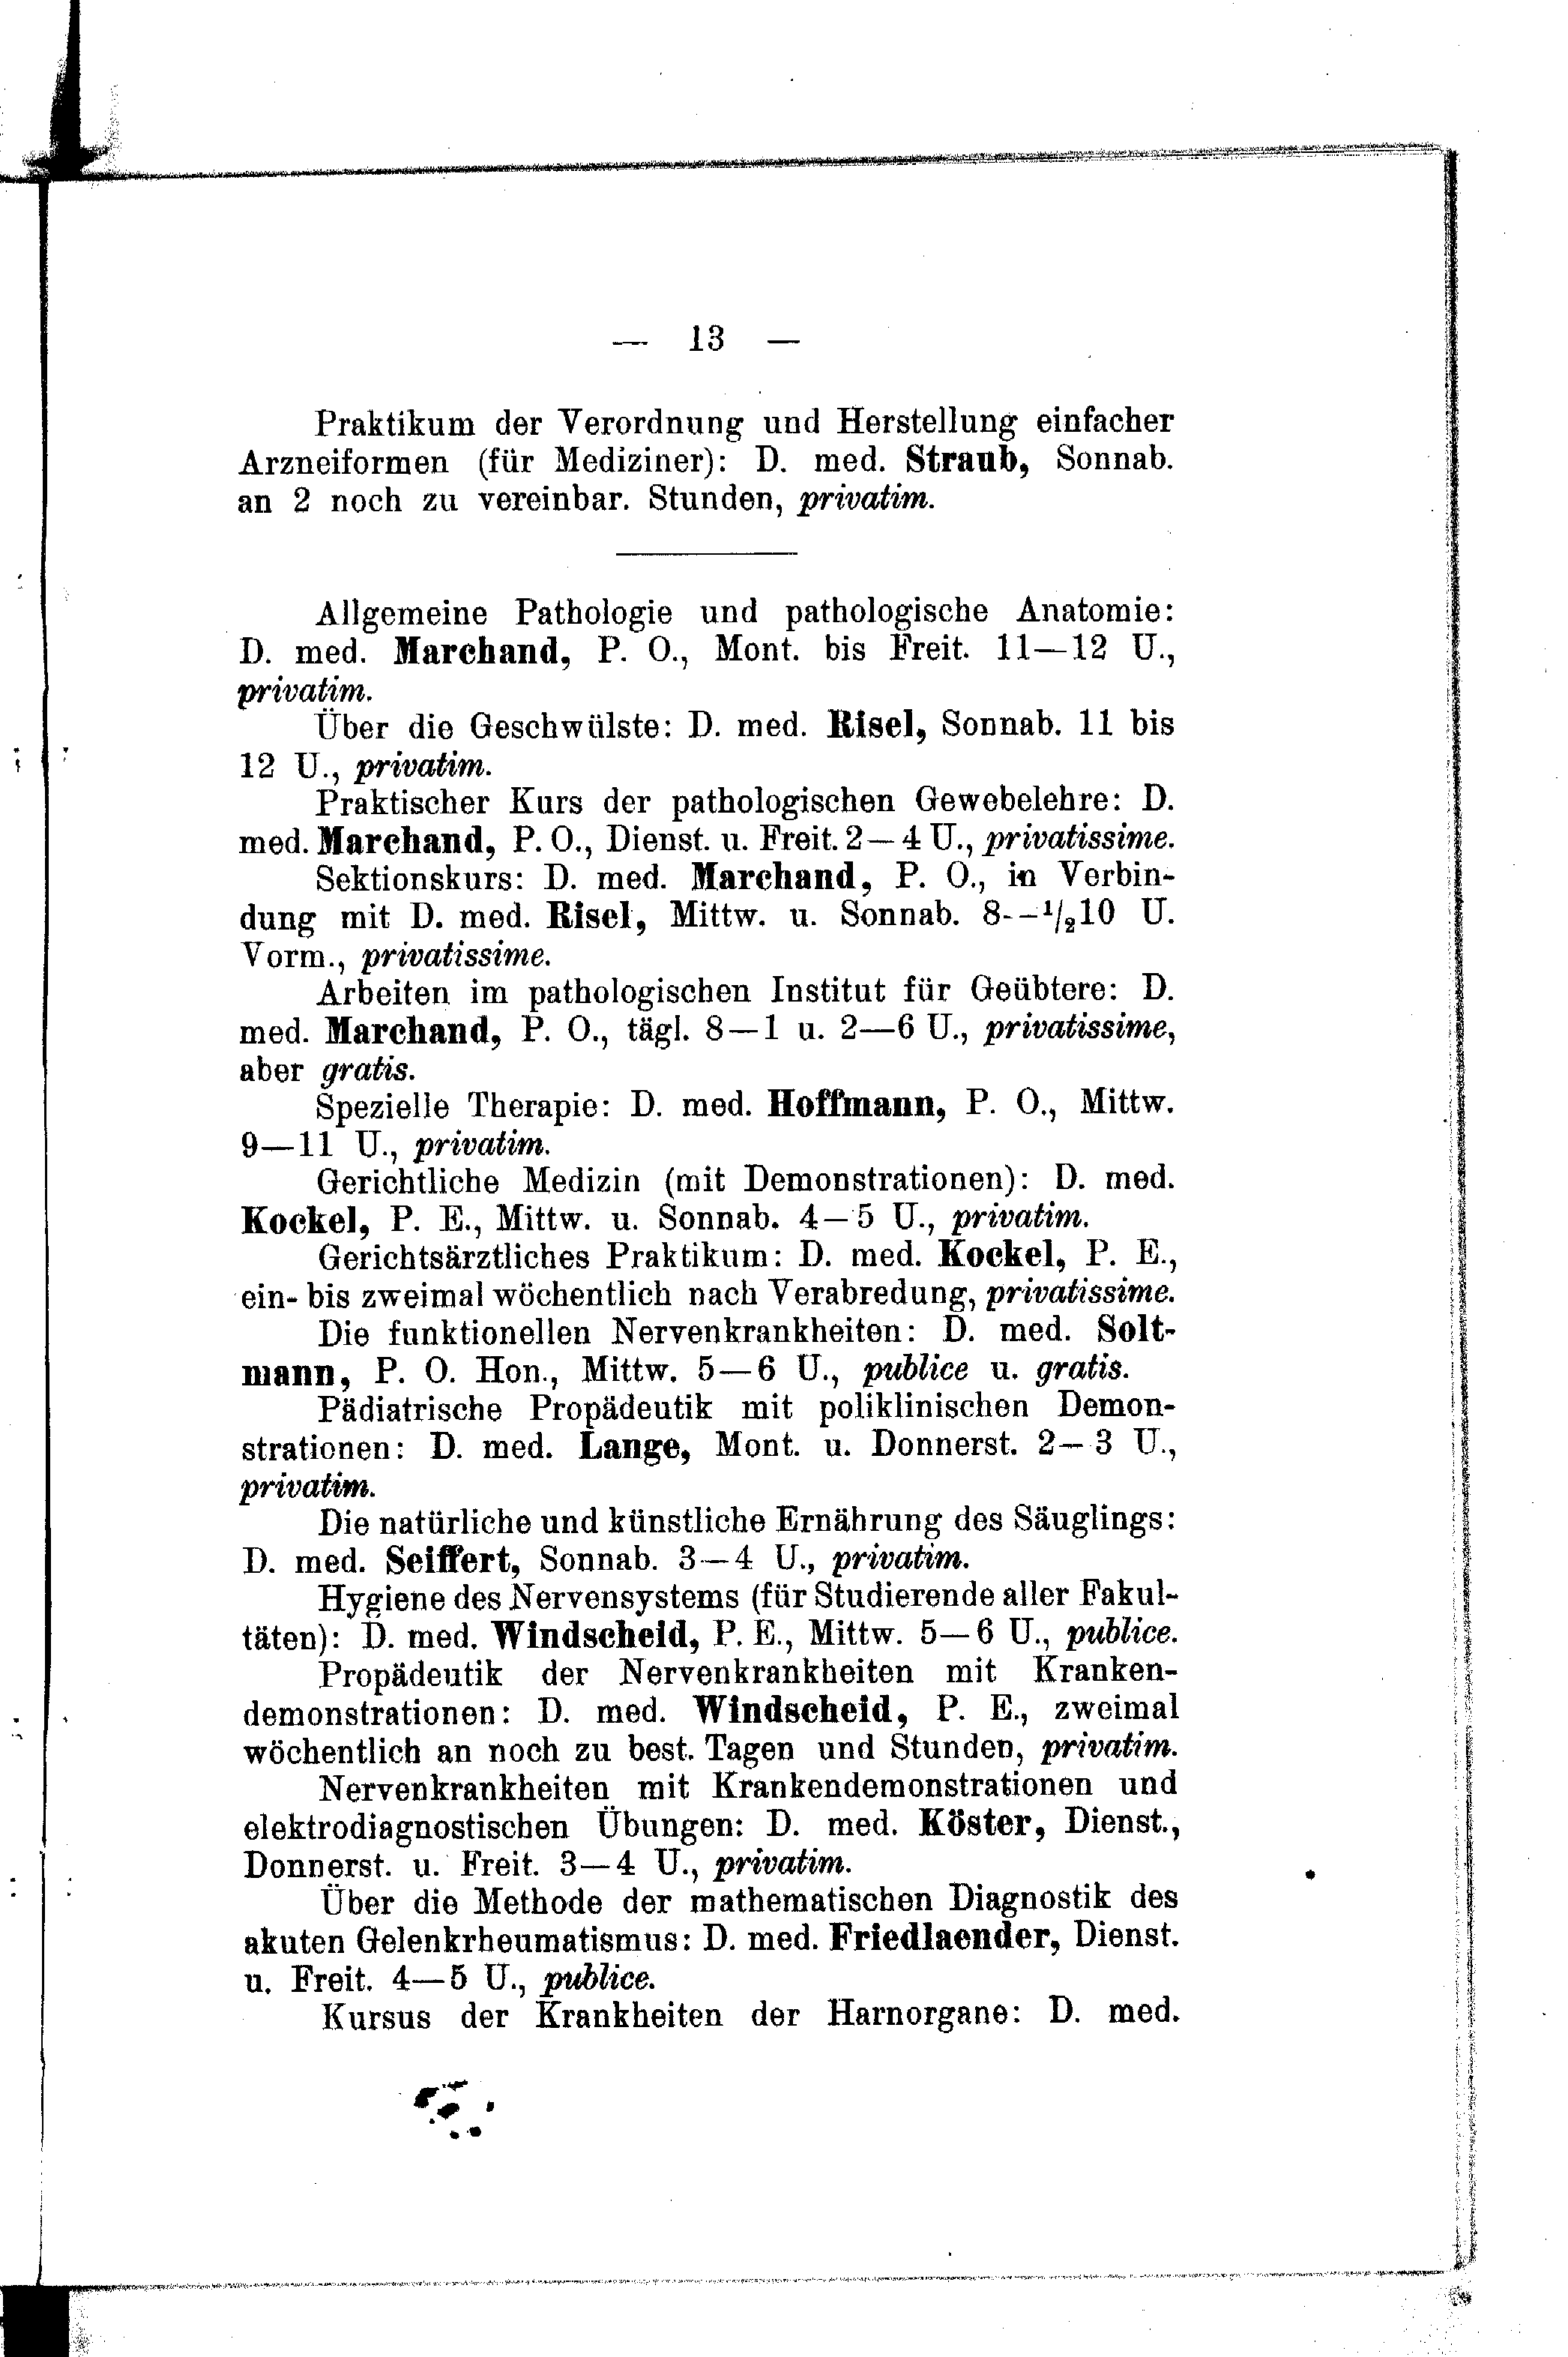 — 13 —
Praktikum der Verordnung und Herstellung einfacher
Arzneiformen (für Mediziner): D. med. Straub, Sonnab.
an 2 noch zu vereinbar. Stunden, privatim.
Allgemeine Pathologie und pathologische Anatomie:
D. med. Marchand, P. O., Mont. bis Freit. 11—12 U.,
privatim.
Über die Geschwülste: D. med. Risel, Sonnab. 11 bis
12 U., privatim.
Praktischer Kurs der pathologischen Gewebelehre: D.
med. Marchand, P. O., Dienst. u. Freit. 2—4 U., privatissime.
Sektionskurs: D. med. Marchand, P. O., in Verbin-
dung mit D. med. Risel, Mittw. u. Sonnab. 8—1/210 U.
Vorm., privatissime.
Arbeiten im pathologischen Institut für Geübtere: D.
med. Marchand, P. O., tägl. 8—1 u. 2—6 U., privatissime,
aber gratis.
Spezielle Therapie: D. med. Hoffmann, P. O., Mittw.
9—11 U., privatim.
Gerichtliche Medizin (mit Demonstrationen): D. med.
Kockel, P. E., Mittw. u. Sonnab. 4—5 U., privatim.
Gerichtsärztliches Praktikum: D. med. Kockel, P. E.,
ein- bis zweimal wöchentlich nach Verabredung, privatissime.
Die funktionellen Nervenkrankheiten: D. med. Solt-
mann, P. O. Hon., Mittw. 5—6 U., publice u. gratis.
Pädiatrische Propädeutik mit poliklinischen Demon-
strationen: D. med. Lange, Mont. u. Donnerst. 2—3 U.,
privatim.
Die natürliche und künstliche Ernährung des Säuglings:
D. med. Seiffert, Sonnab. 3—4 U., privatim.
Hygiene des Nervensystems (für Studierende aller Fakul-
täten): D. med. Windscheid, P. E., Mittw. 5—6 U., publice.
Propädeutik der Nervenkrankheiten mit Kranken-
demonstrationen: D. med. Windscheid, P. E., zweimal
wöchentlich an noch zu best. Tagen und Stunden, privatim.
Nervenkrankheiten mit Krankendemonstrationen und
elektrodiagnostischen Übungen: D. med. Köster, Dienst.,
Donnerst. u. Freit. 3—4 U., privatim.
Über die Methode der mathematischen Diagnostik des
akuten Gelenkrheumatismus: D. med. Friedlaender, Dienst.
u. Freit. 4—5 U., publice.
Kursus der Krankheiten der Harnorgane: D. med.